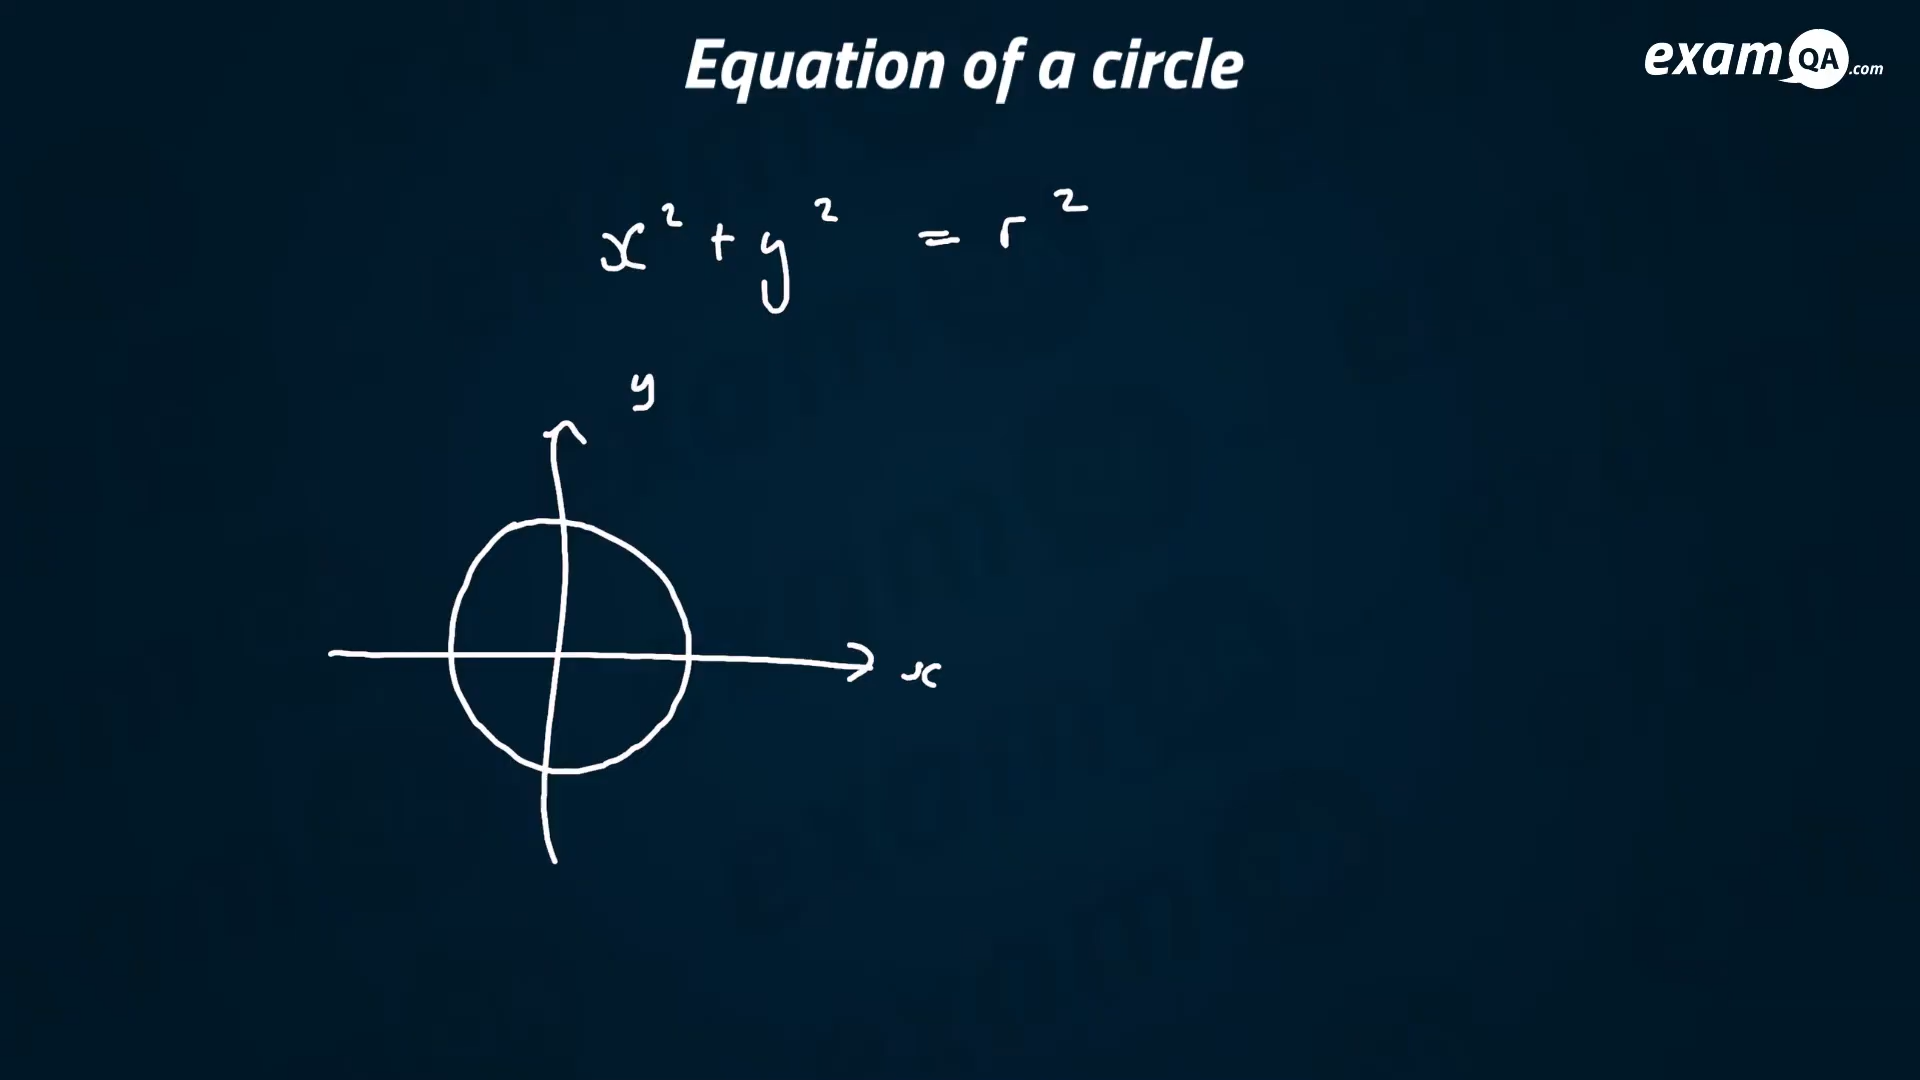 Equation of a circle
examQA.com
x² + y² = r²
y
x